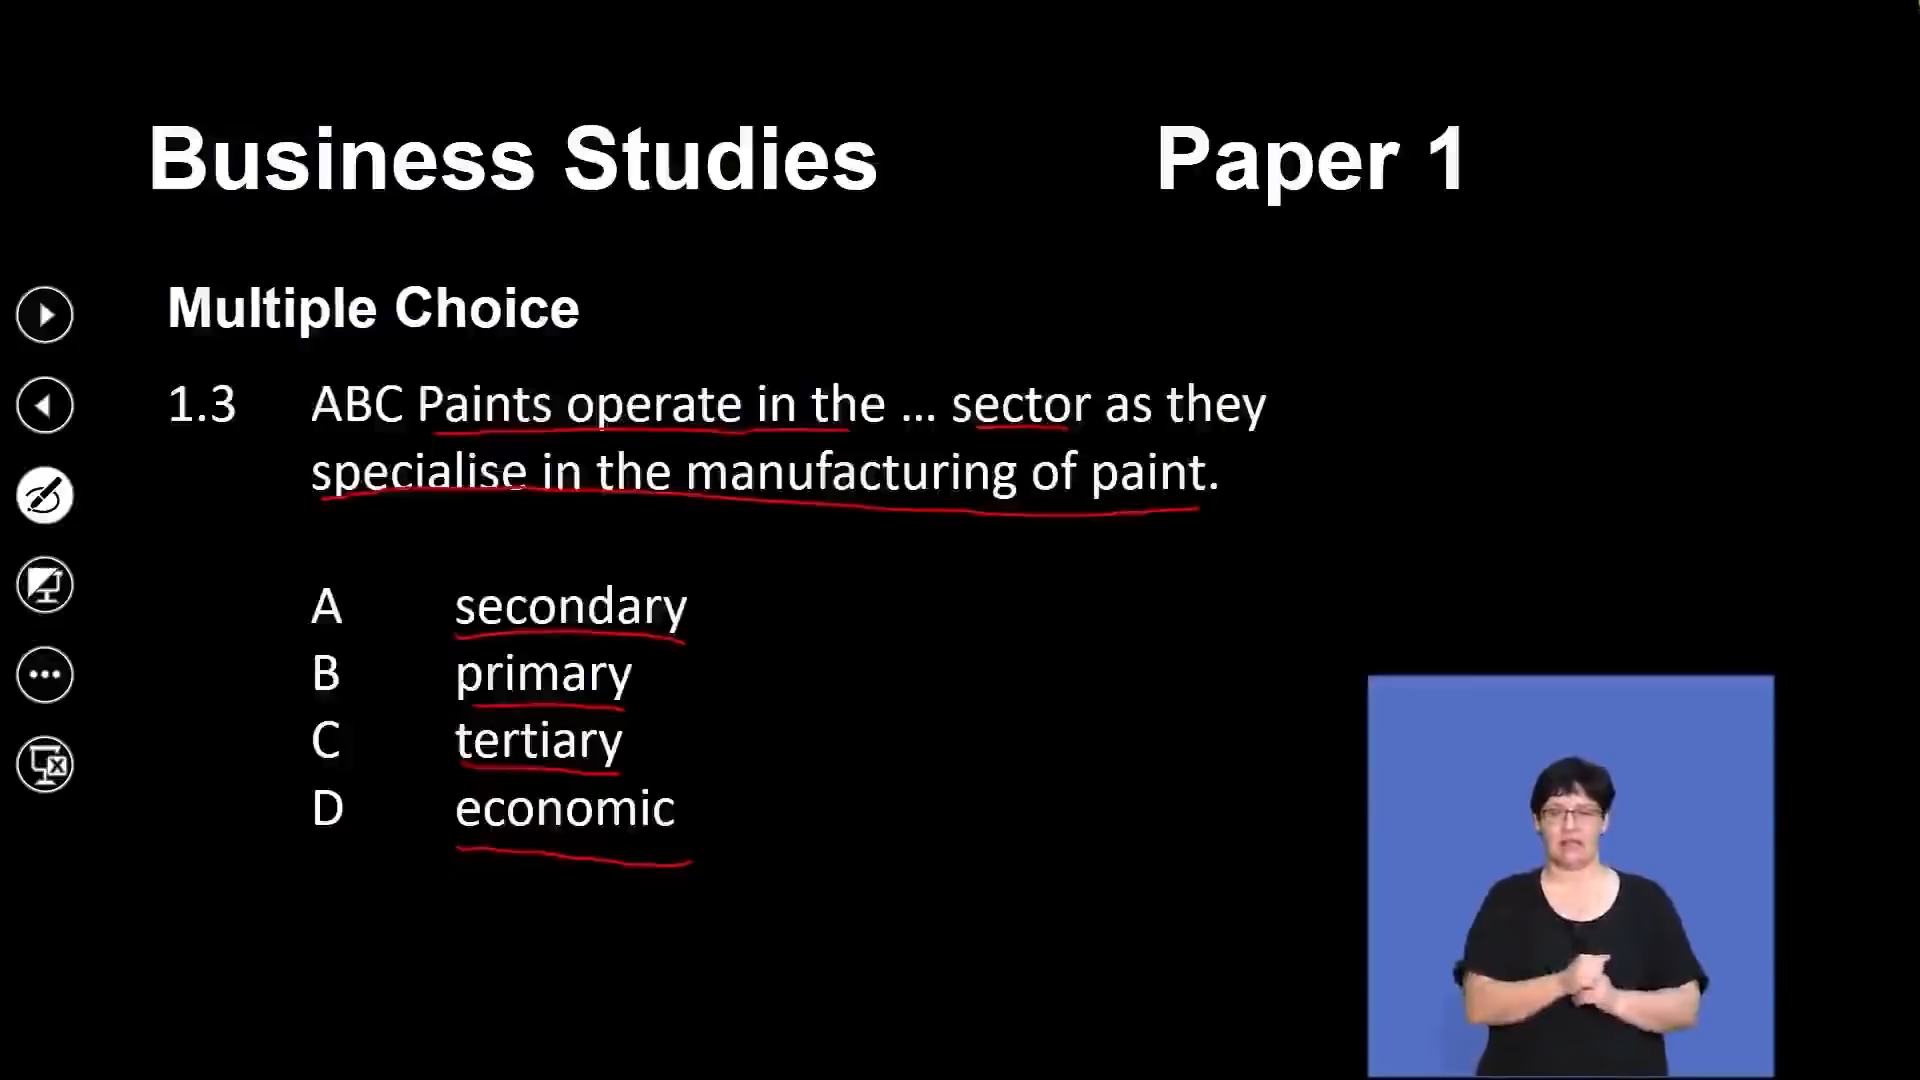 Business Studies Paper 1
Multiple Choice
1.3 ABC Paints operate in the ... sector as they
specialise in the manufacturing of paint.
A secondary
B primary
C tertiary
D economic